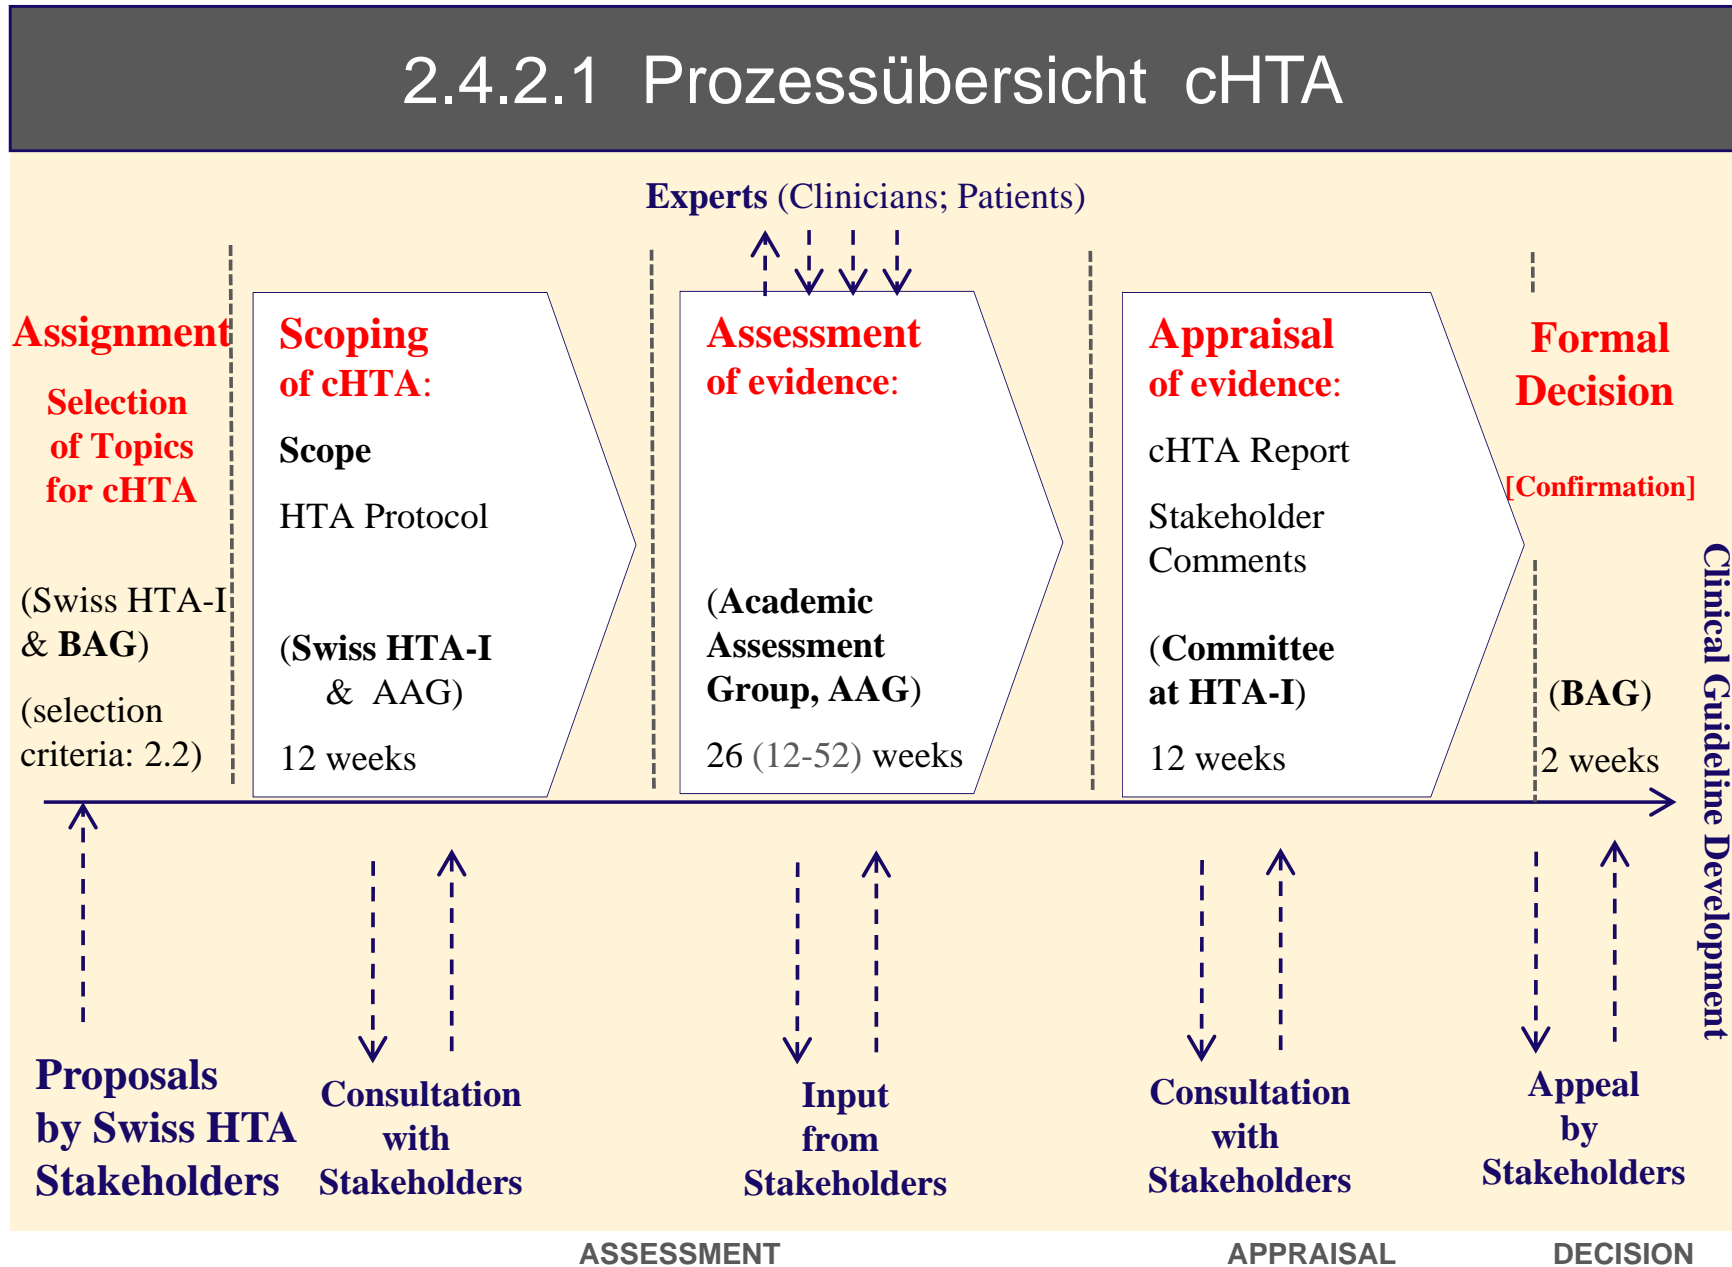 2.4.2.1 Prozessübersicht cHTA
Experts (Clinicians; Patients)
Assignment
Selection
of Topics
for cHTA
(Swiss HTA-I
& BAG)
(selection
criteria: 2.2)
Scoping
of cHTA:
Scope
HTA Protocol
(Swiss HTA-I
& AAG)
12 weeks
Assessment
of evidence:
(Academic
Assessment
Group, AAG)
26 (12-52) weeks
Appraisal
of evidence:
cHTA Report
Stakeholder
Comments
(Committee
at HTA-I)
12 weeks
Formal
Decision
[Confirmation]
(BAG)
2 weeks
Clinical Guideline Development
Proposals
by Swiss HTA
Stakeholders
Consultation
with
Stakeholders
Input
from
Stakeholders
Consultation
with
Stakeholders
Appeal
by
Stakeholders
ASSESSMENT
APPRAISAL
DECISION